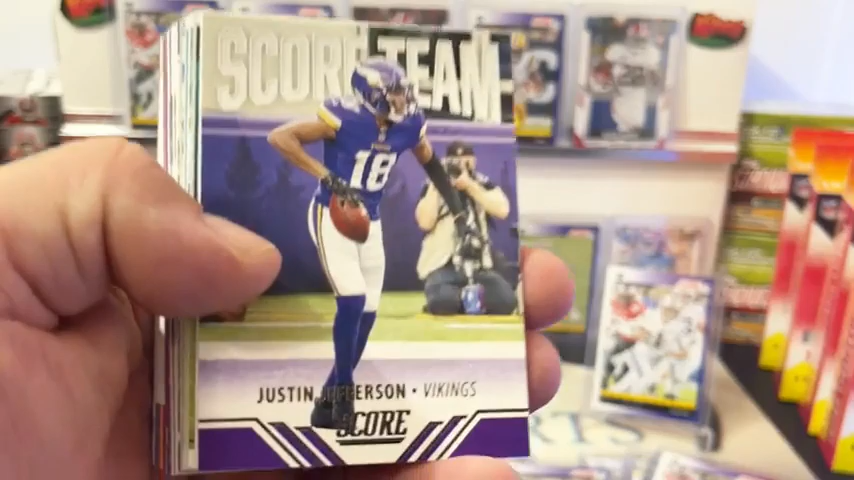 SCORE TEAM
18
JUSTIN JEFFERSON • VIKINGS
SCORE